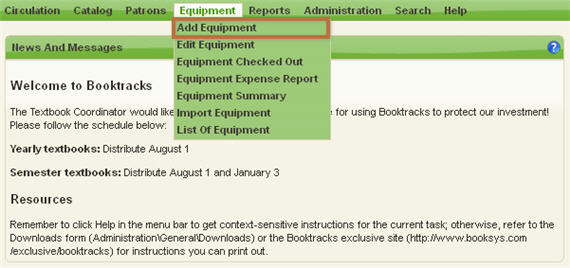 Circulation Catalog Patrons Equipment Reports Administration Search Help
Add Equipment
Edit Equipment
Equipment Checked Out
Equipment Expense Report
Equipment Summary
Import Equipment
List Of Equipment
News And Messages ?
Welcome to Booktracks
The Textbook Coordinator would like for using Booktracks to protect our investment!
Please follow the schedule below:
Yearly textbooks: Distribute August 1
Semester textbooks: Distribute August 1 and January 3
Resources
Remember to click Help in the menu bar to get context-sensitive instructions for the current task; otherwise, refer to the
Downloads form (Administration\General\Downloads) or the Booktracks exclusive site (http://www.booksys.com
/exclusive/booktracks) for instructions you can print out.